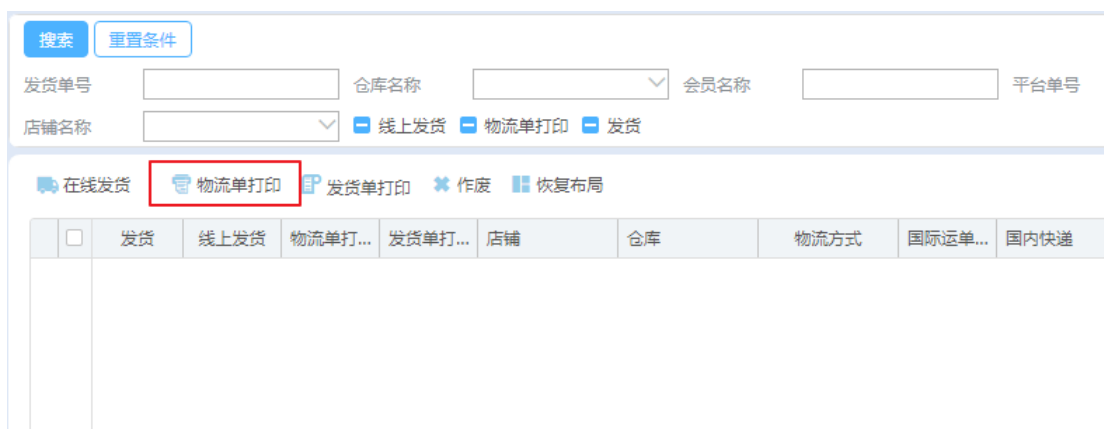 搜索 重置条件
发货单号 仓库名称 会员名称 平台单号
店铺名称 线上发货 物流单打印 发货
在线发货 物流单打印 发货单打印 作废 恢复布局
发货 线上发货 物流单打... 发货单打... 店铺 仓库 物流方式 国际运单... 国内快递